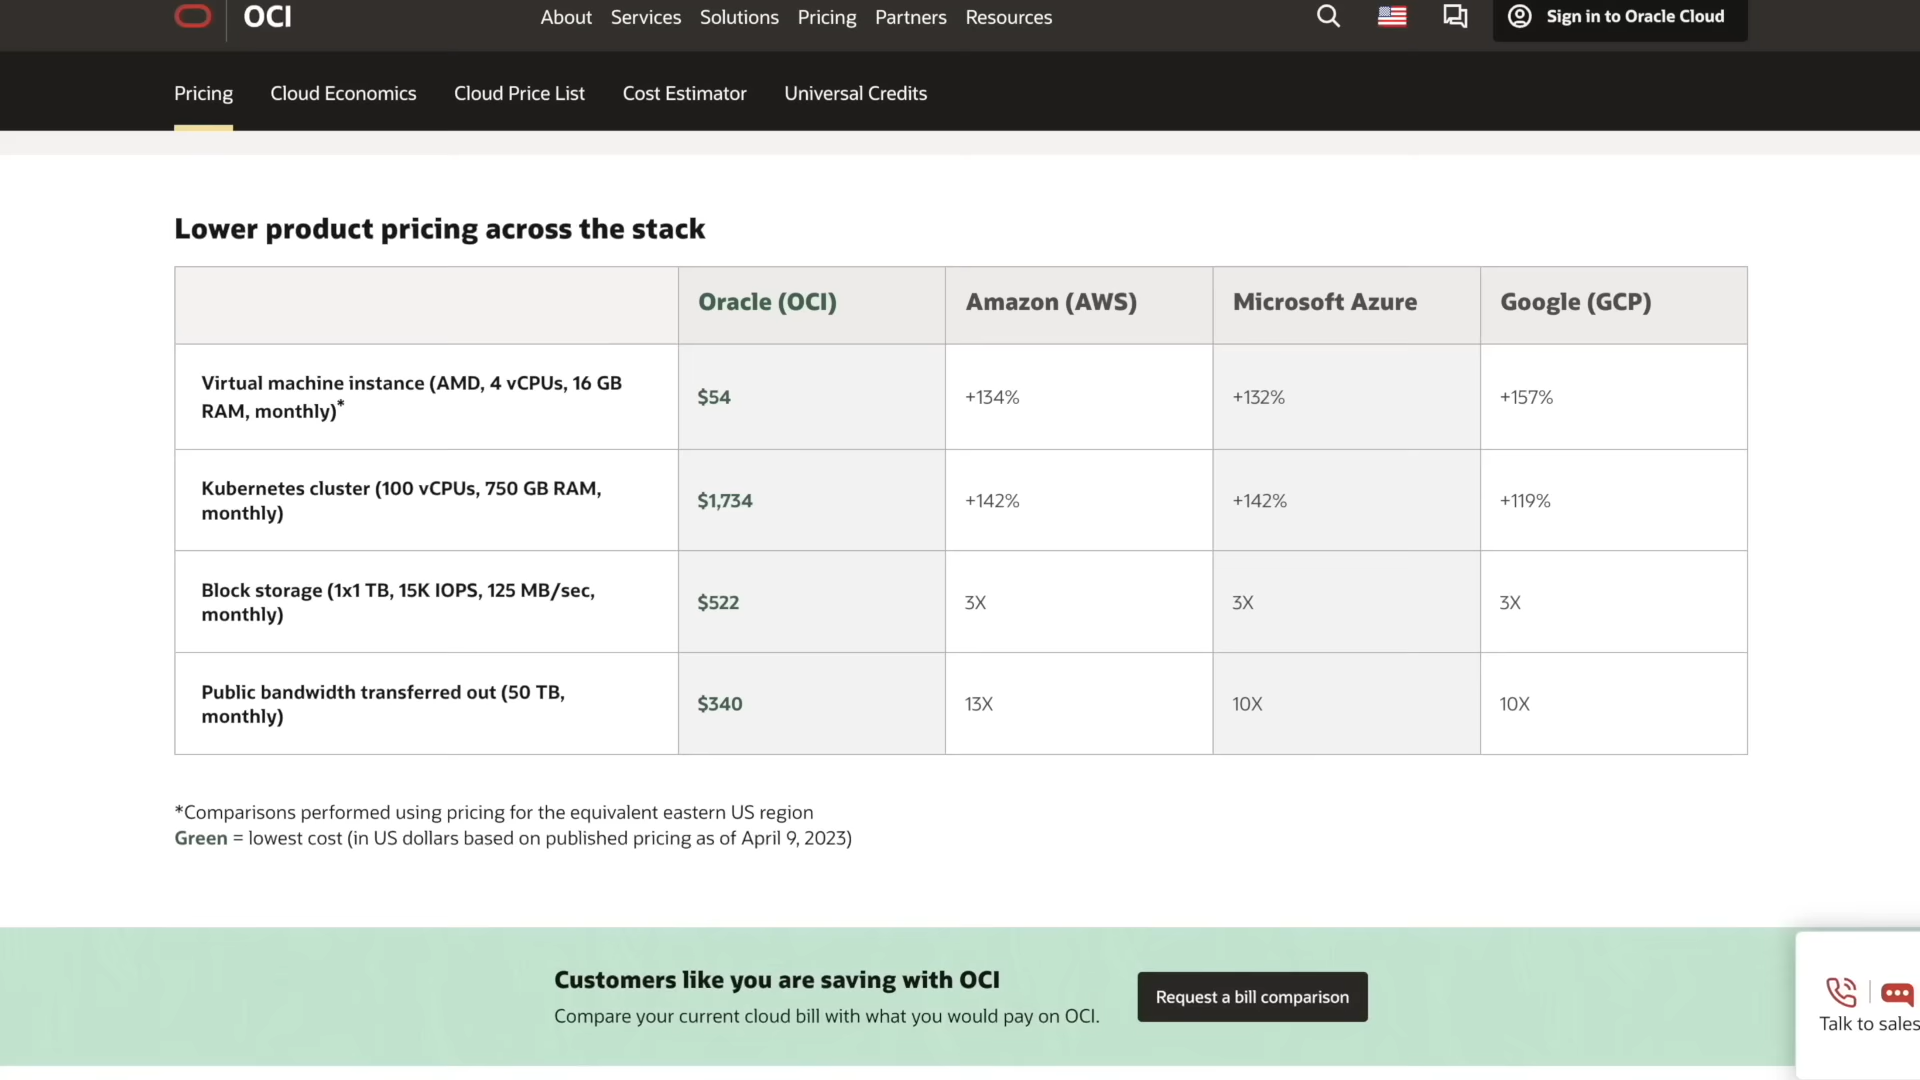 OCI
About Services Solutions Pricing Partners Resources
Sign in to Oracle Cloud
Pricing Cloud Economics Cloud Price List Cost Estimator Universal Credits
Lower product pricing across the stack
Oracle (OCI) Amazon (AWS) Microsoft Azure Google (GCP)
Virtual machine instance (AMD, 4 vCPUs, 16 GB
RAM, monthly)*
$54 +134% +132% +157%
Kubernetes cluster (100 vCPUs, 750 GB RAM,
monthly)
$1,734 +142% +142% +119%
Block storage (1x1 TB, 15K IOPS, 125 MB/sec,
monthly)
$522 3X 3X 3X
Public bandwidth transferred out (50 TB,
monthly)
$340 13X 10X 10X
*Comparisons performed using pricing for the equivalent eastern US region
Green = lowest cost (in US dollars based on published pricing as of April 9, 2023)
Customers like you are saving with OCI
Compare your current cloud bill with what you would pay on OCI.
Request a bill comparison
Talk to sales